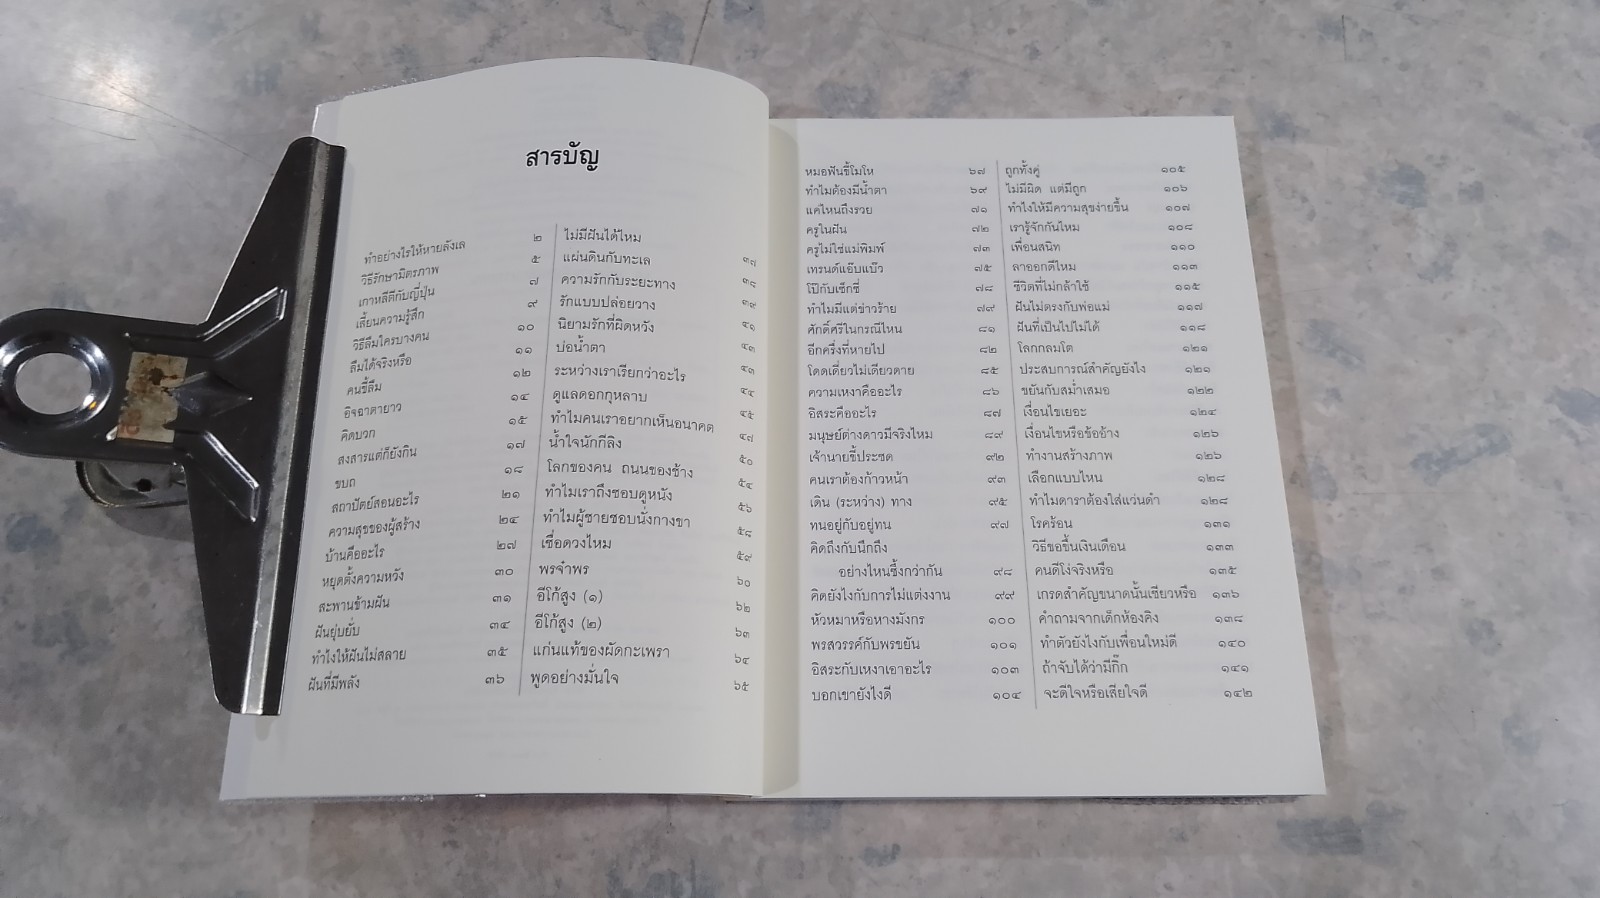 สารบัญ
ทำอย่างไรให้หายลังเล ๒
วิธีรักษามิตรภาพ ๕
เกาหลีตีกับญี่ปุ่น ๗
เสี้ยนความรู้สึก ๙
วิธีลืมใครบางคน ๑๐
ลืมได้จริงหรือ ๑๑
คนขี้ลืม ๑๒
อิจฉาตายาว ๑๔
คิดบวก ๑๕
สงสารแต่ก็ยังกิน ๑๗
ขบถ ๑๘
สถาปัตย์สอนอะไร ๒๑
ความสุขของผู้สร้าง ๒๔
บ้านคืออะไร ๒๗
หยุดตั้งความหวัง ๓๐
สะพานข้ามฝัน ๓๑
ฝันยุ่บยั่บ ๓๔
ทำไงให้ฝันไม่สลาย ๓๕
ฝันที่มีพลัง ๓๖
ไม่มีฝันได้ไหม ๓๗
แผ่นดินกับทะเล ๓๘
ความรักกับระยะทาง ๓๙
รักแบบปล่อยวาง ๔๑
นิยามรักที่ผิดหวัง ๔๓
บ่อน้ำตา ๔๓
ระหว่างเราเรียกว่าอะไร ๔๔
ดูแลดอกกุหลาบ ๔๕
ทำไมคนเราอยากเห็นอนาคต ๔๗
น้ำใจนักกีลิง ๕๐
โลกของคน ถนนของช้าง ๕๔
ทำไมเราถึงชอบดูหนัง ๕๖
ทำไมผู้ชายชอบนั่งกางขา ๕๘
เชื่อดวงไหม ๕๙
พรจ๋าพร ๖๐
อีโก้สูง (๑) ๖๒
อีโก้สูง (๒) ๖๓
แก่นแท้ของผัดกะเพรา ๖๔
พูดอย่างมั่นใจ ๖๕
หมอฟันขี้โมโห ๖๗
ทำไมต้องมีน้ำตา ๖๙
แค่ไหนถึงรวย ๗๑
ครูในฝัน ๗๒
ครูไม่ใช่แม่พิมพ์ ๗๓
เทรนด์แอ๊บแบ๊ว ๗๕
โป๊กับเซ็กซี่ ๗๘
ทำไมมีแต่ข่าวร้าย ๗๙
ศักดิ์ศรีในกรณีไหน ๘๑
อีกครึ่งที่หายไป ๘๒
โดดเดี่ยวไม่เดียวดาย ๘๕
ความเหงาคืออะไร ๘๖
อิสระคืออะไร ๘๗
มนุษย์ต่างดาวมีจริงไหม ๘๙
เจ้านายขี้ประชด ๙๒
คนเราต้องก้าวหน้า ๙๓
เดิน (ระหว่าง) ทาง ๙๕
ทนอยู่กับอยู่ทน ๙๗
คิดถึงกับนึกถึง
อย่างไหนซึ้งกว่ากัน ๙๘
คิดยังไงกับการไม่แต่งงาน ๙๙
หัวหมาหรือหางมังกร ๑๐๐
พรสวรรค์กับพรขยัน ๑๐๑
อิสระกับเหงาเอาอะไร ๑๐๓
บอกเขายังไงดี ๑๐๔
ถูกทั้งคู่ ๑๐๕
ไม่มีผิด แต่มีถูก ๑๐๖
ทำไงให้มีความสุขง่ายขึ้น ๑๐๗
เรารู้จักกันไหม ๑๐๘
เพื่อนสนิท ๑๑๐
ลาออกดีไหม ๑๑๓
ชีวิตที่ไม่กล้าใช้ ๑๑๕
ฝันไม่ตรงกับพ่อแม่ ๑๑๗
ฝันที่เป็นไปไม่ได้ ๑๑๘
โลกกลมโต ๑๒๑
ประสบการณ์สำคัญยังไง ๑๒๑
ขยันกับสม่ำเสมอ ๑๒๒
เงื่อนไขเยอะ ๑๒๔
เงื่อนไขหรือข้ออ้าง ๑๒๖
ทำงานสร้างภาพ ๑๒๖
เลือกแบบไหน ๑๒๘
ทำไมดาราต้องใส่แว่นดำ ๑๒๘
โรคร้อน ๑๓๑
วิธีขอขึ้นเงินเดือน ๑๓๓
คนดีโง่จริงหรือ ๑๓๕
เกรดสำคัญขนาดนั้นเชียวหรือ ๑๓๖
คำถามจากเด็กห้องคิง ๑๓๘
ทำตัวยังไงกับเพื่อนใหม่ดี ๑๔๐
ถ้าจับได้ว่ามีกิ๊ก ๑๔๑
จะดีใจหรือเสียใจดี ๑๔๒